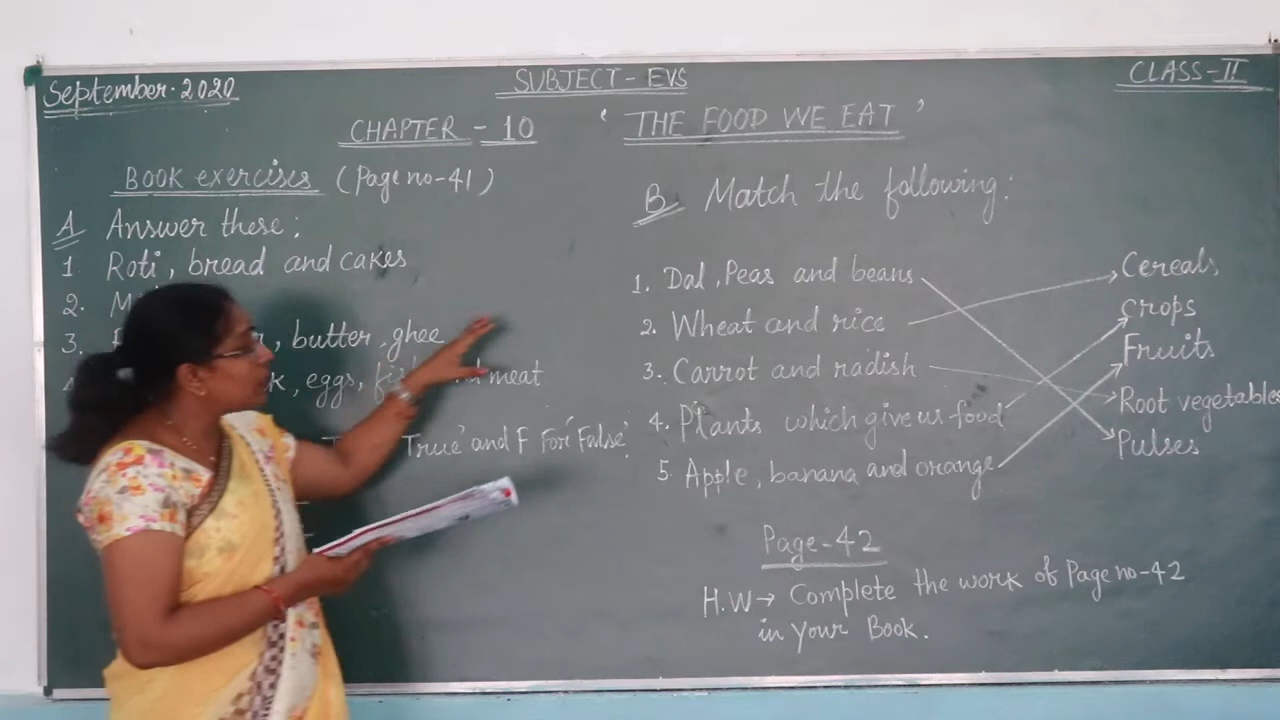 September.2020
SUBJECT-EVS
CLASS-II
CHAPTER-10
'THE FOOD WE EAT'
Book exercises (Page no-41)
A Answer these:
1. Roti, bread and cakes
2.
3. , butter, ghee
, eggs, and meat
'True' and F For 'False'.
B. Match the following:
1. Dal, Peas and beans
Cereals
2. Wheat and rice
Crops
3. Carrot and radish
Fruits
4. Plants which give us food
Root vegetables
5. Apple, banana and orange
Pulses
Page-42
H.W→ Complete the work of Page no-42
in your Book.